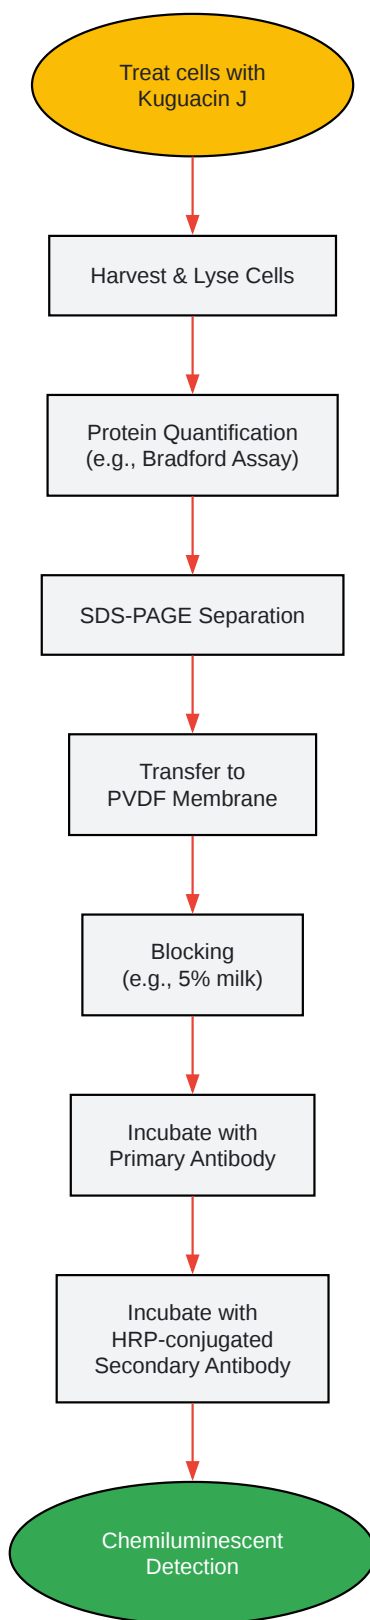 Treat cells with
Kuguacin J
Harvest & Lyse Cells
Protein Quantification
(e.g., Bradford Assay)
SDS-PAGE Separation
Transfer to
PVDF Membrane
Blocking
(e.g., 5% milk)
Incubate with
Primary Antibody
Incubate with
HRP-conjugated
Secondary Antibody
Chemiluminescent
Detection